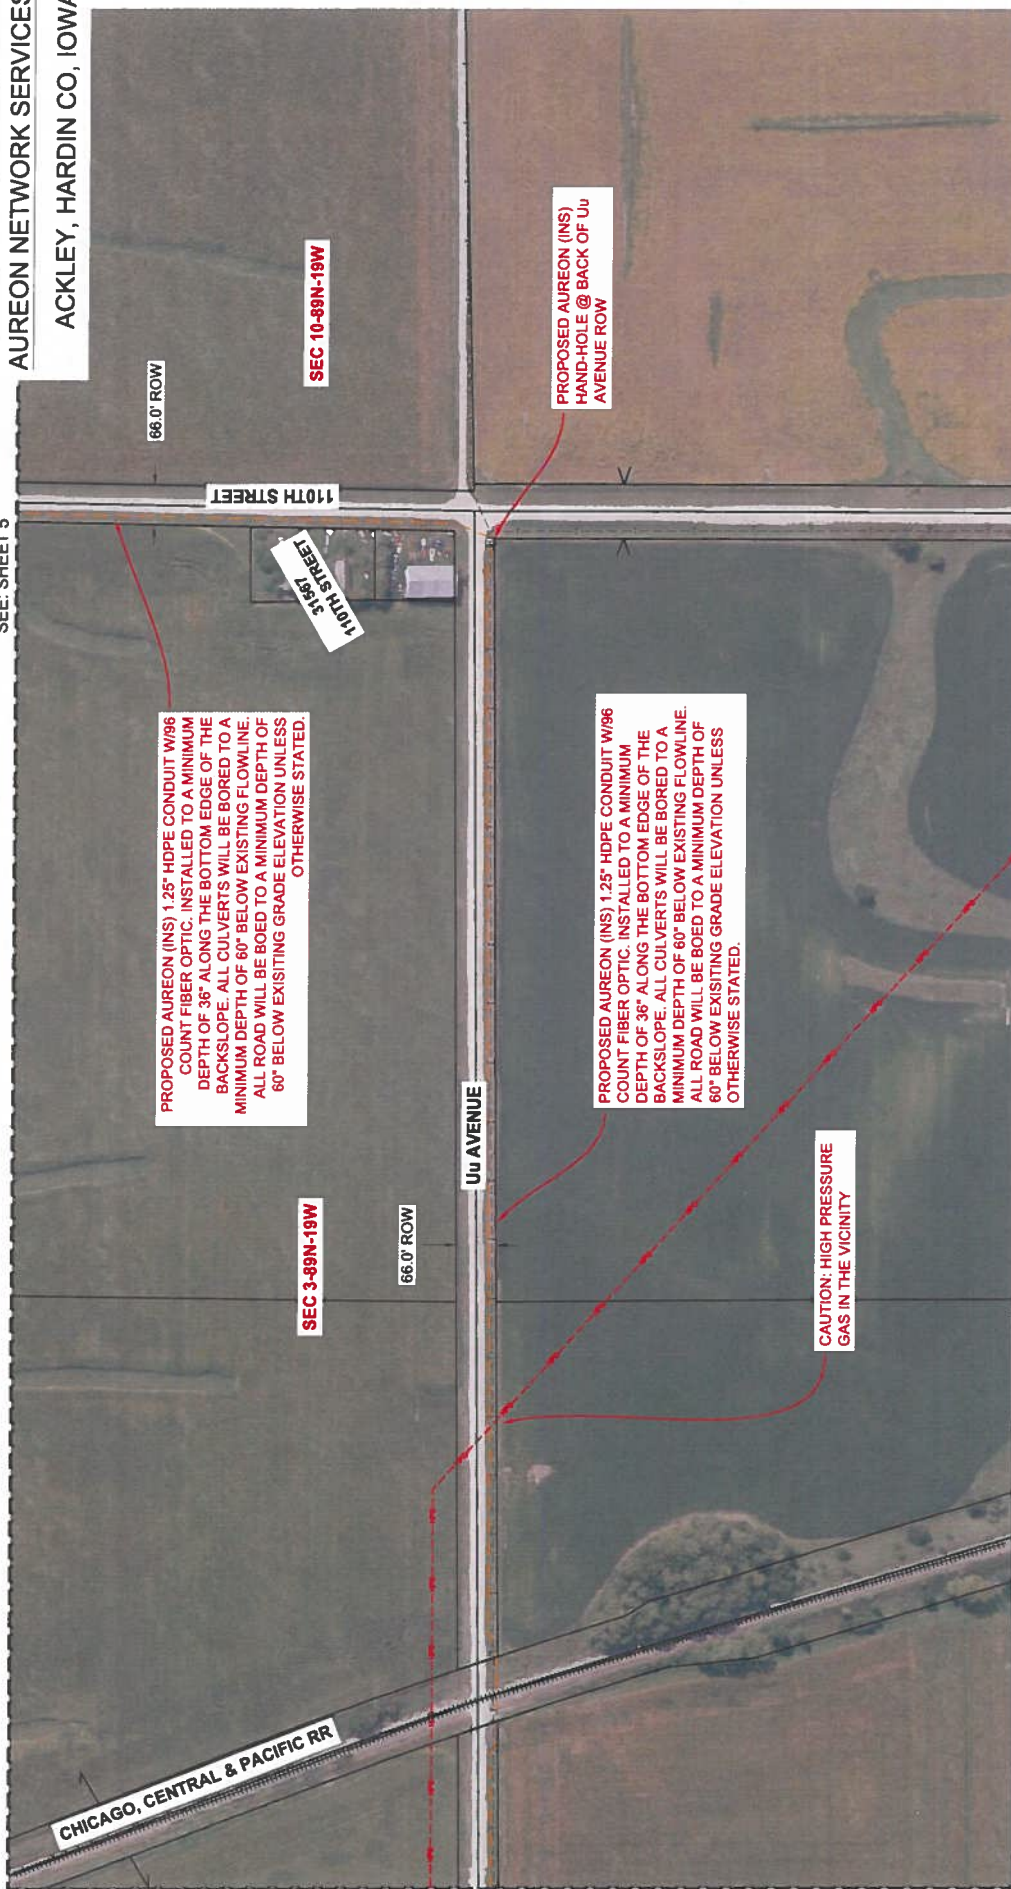 AUREON NETWORK SERVICES
ACKLEY, HARDIN CO, IOWA
SEE: SHEET 5
66.0' ROW
110TH STREET
SEC 10-89N-19W
31567
110TH STREET
PROPOSED AUREON (INS)
HAND-HOLE @ BACK OF Uu
AVENUE ROW
PROPOSED AUREON (INS) 1.25" HDPE CONDUIT W/96
COUNT FIBER OPTIC. INSTALLED TO A MINIMUM
DEPTH OF 36" ALONG THE BOTTOM EDGE OF THE
BACKSLOPE. ALL CULVERTS WILL BE BORED TO A
MINIMUM DEPTH OF 60" BELOW EXISTING FLOWLINE.
ALL ROAD WILL BE BOED TO A MINIMUM DEPTH OF
60" BELOW EXISITING GRADE ELEVATION UNLESS
OTHERWISE STATED.
Uu AVENUE
PROPOSED AUREON (INS) 1.25" HDPE CONDUIT W/96
COUNT FIBER OPTIC. INSTALLED TO A MINIMUM
DEPTH OF 36" ALONG THE BOTTOM EDGE OF THE
BACKSLOPE. ALL CULVERTS WILL BE BORED TO A
MINIMUM DEPTH OF 60" BELOW EXISTING FLOWLINE.
ALL ROAD WILL BE BOED TO A MINIMUM DEPTH OF
60" BELOW EXISITING GRADE ELEVATION UNLESS
OTHERWISE STATED.
SEC 3-89N-19W
66.0' ROW
CAUTION: HIGH PRESSURE
GAS IN THE VICINITY
CHICAGO, CENTRAL & PACIFIC RR